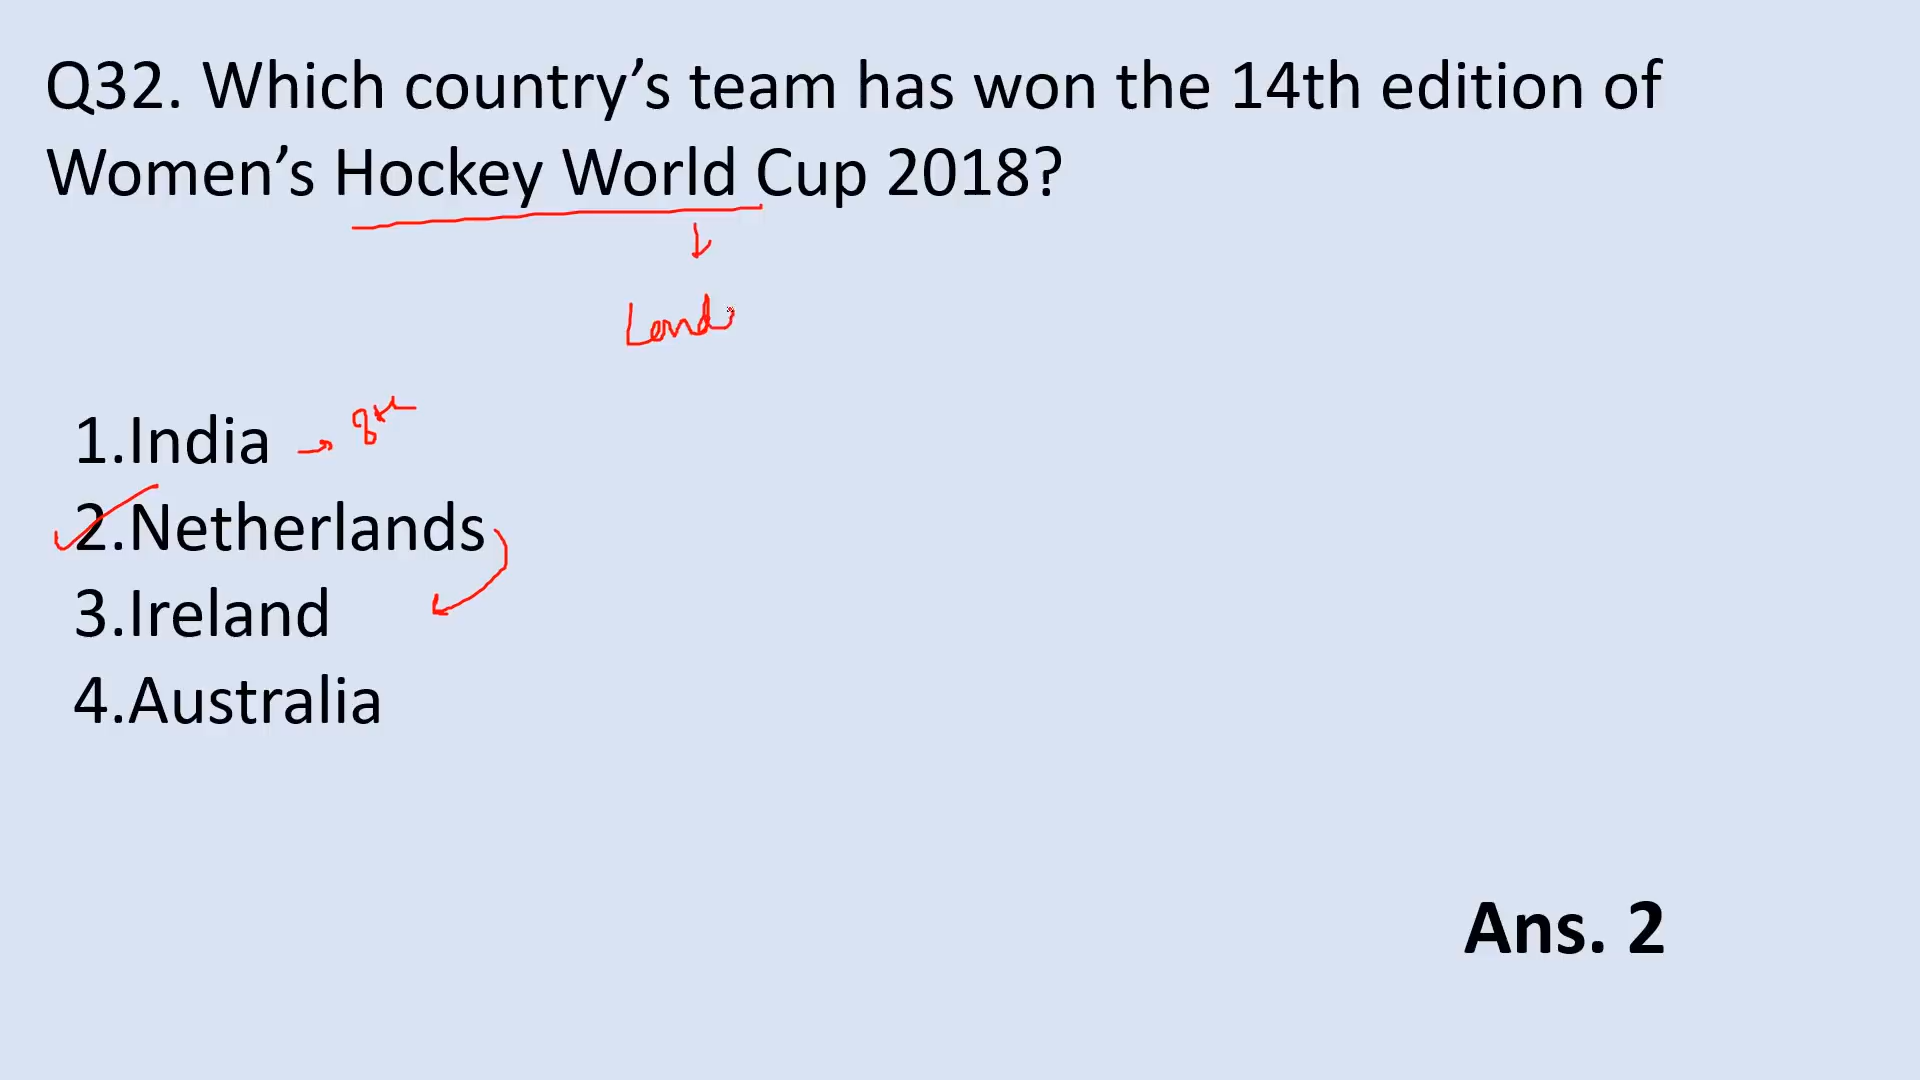 Q32. Which country’s team has won the 14th edition of
Women’s Hockey World Cup 2018?
Lond
1.India
2.Netherlands
3.Ireland
4.Australia
Ans. 2